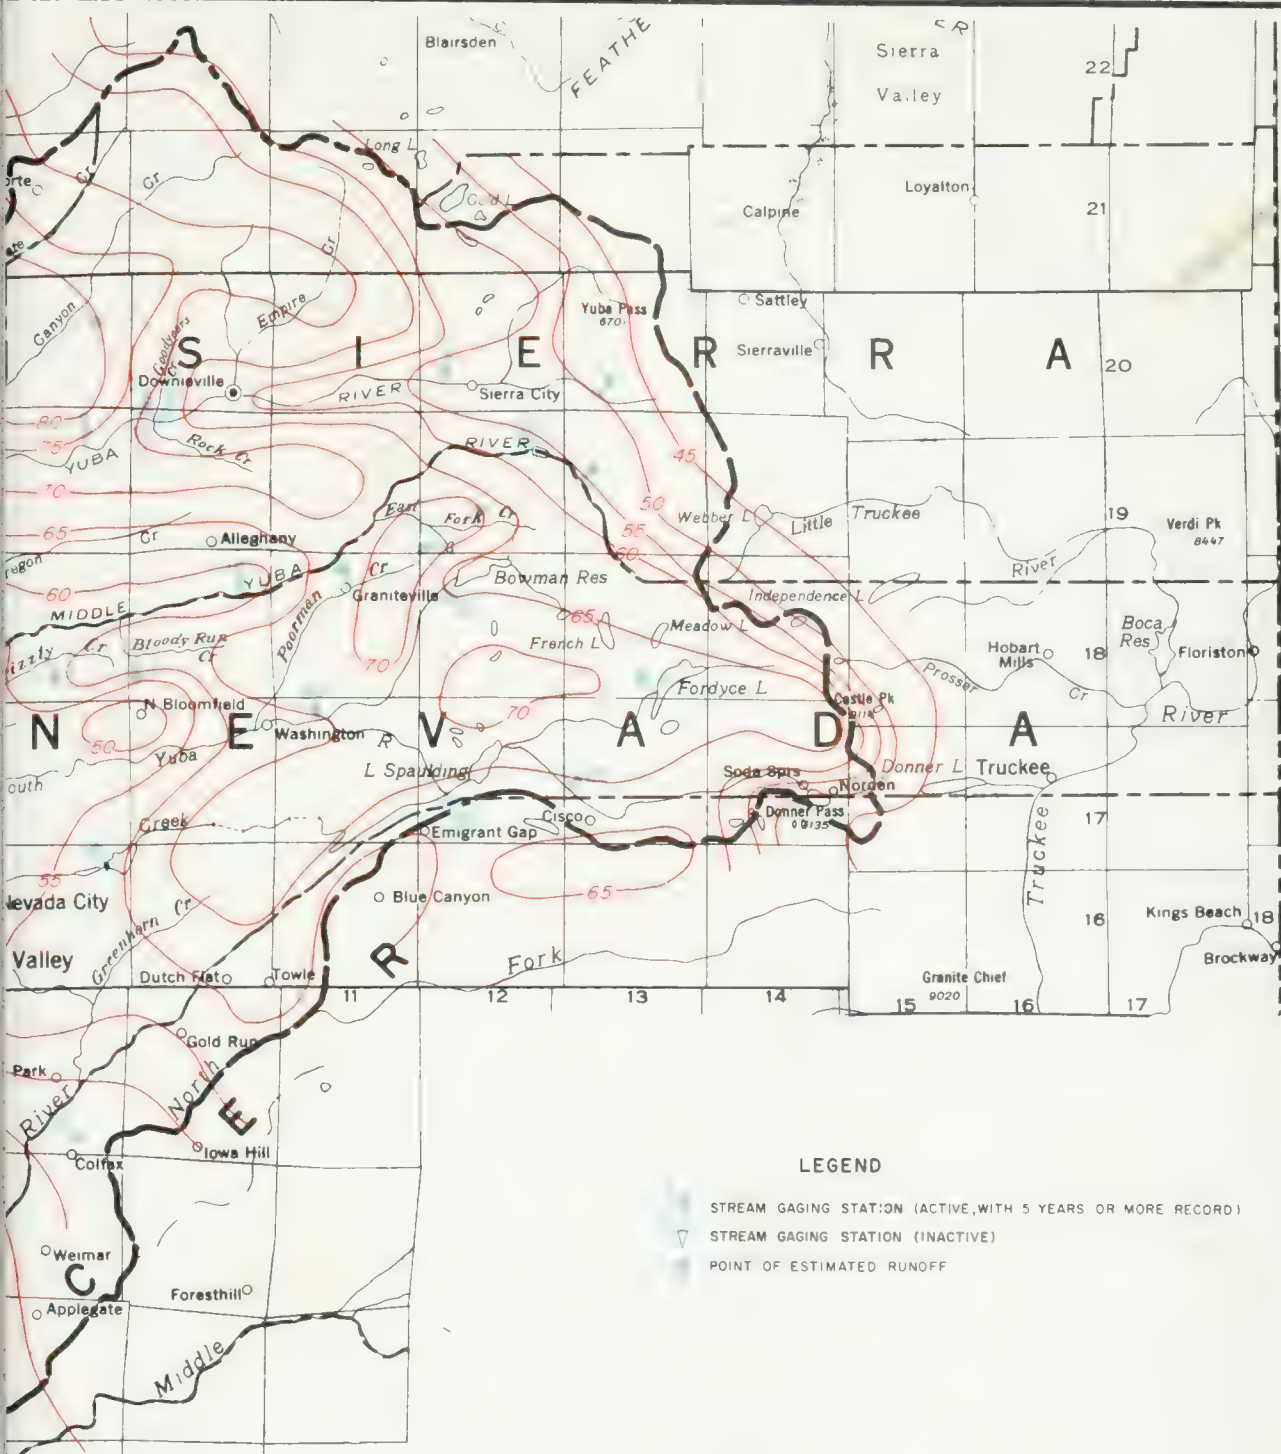 Blairsden
FEATHE
CR
Sierra
Valley
22
Long L
Cr
Cr
Loyalton
21
Calpine
Cr
Canyon
Empire
Goodyears
Cr
Yuba Pass
Sattley
S I E R R A
Sierraville
20
Downieville
RIVER
Sierra City
80
75
YUBA
Rock Cr
RIVER
45
70
50
East
Fork Cr
Webber L
Little Truckee
19
Verdi Pk
8447
65
Cr
Alleghany
55
60
River
60
YUBA
Cr
Bowman Res
MIDDLE
Graniteville
Independence L
Poorman
65
Meadow L
Boca
Res
Bloody Run
Cr
Cr
French L
Hobart
Mills
18
Floriston
70
Prosser
Cr
Fordyce L
Castle Pk
N Bloomfield
70
River
N E V A D A
50
Washington
R
Yuba
L Spaulding
Soda Sprs
Donner L
Truckee
Norden
Creek
Cisco
Donner Pass
Emigrant Gap
17
Truckee
55
65
Blue Canyon
Nevada City
Greenhorn Cr
16
Kings Beach
18
Valley
R
Fork
Brockway
Dutch Flat
Towle
Granite Chief
9020
11
12
13
14
15
16
17
Gold Run
Park
North
River
E
Iowa Hill
Colfax
LEGEND
STREAM GAGING STATION (ACTIVE, WITH 5 YEARS OR MORE RECORD)
STREAM GAGING STATION (INACTIVE)
POINT OF ESTIMATED RUNOFF
Weimar
C
Foresthill
Applegate
Middle